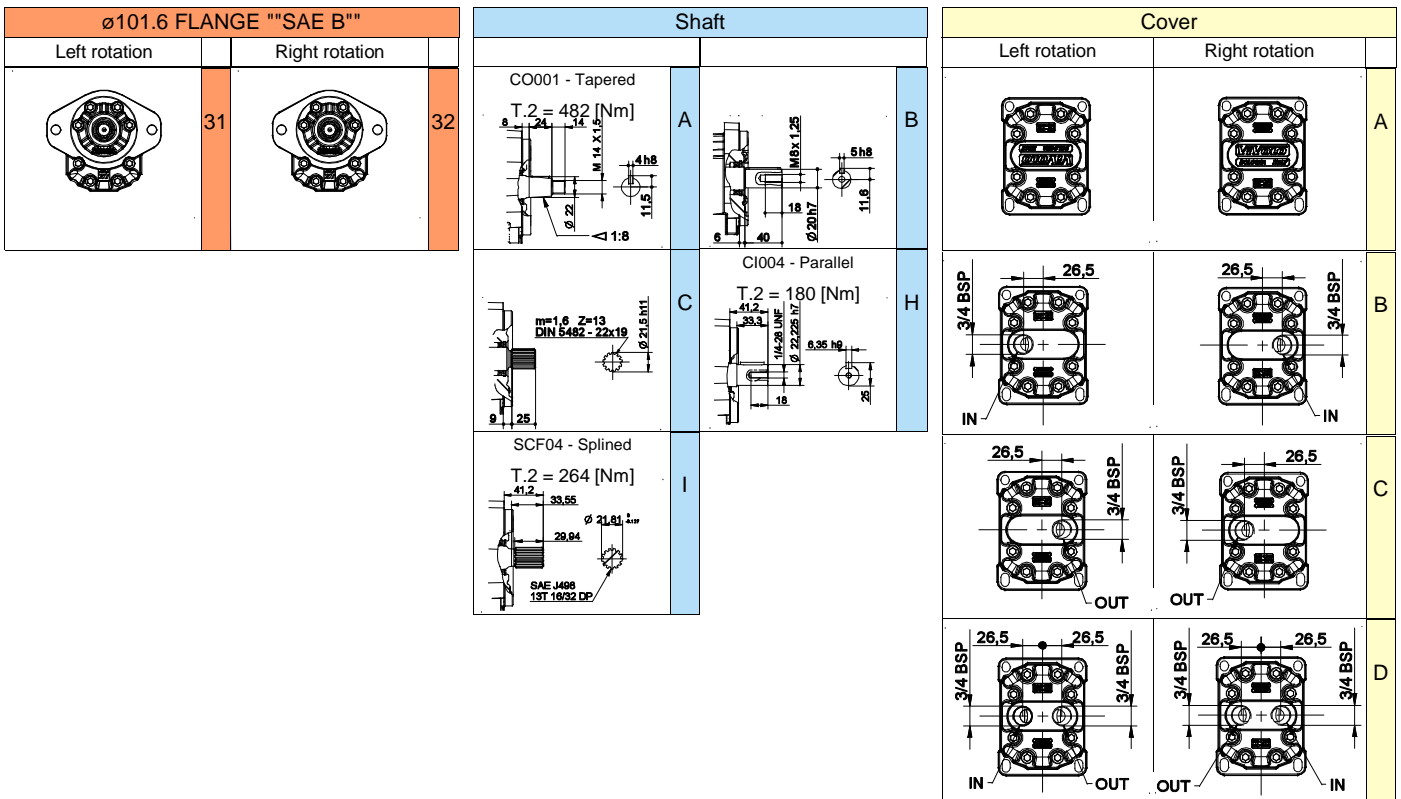 ø101.6 FLANGE ""SAE B""
Left rotation
Right rotation
31
32
Shaft
CO001 - Tapered
T.2 = 482 [Nm]
8
24
14
M 14 X 1,5
4 h8
11,5
Ø 22
1:8
A
M8 x 1,25
5 h8
18
Ø 20 h7
11,6
6
40
B
m=1,6 Z=13
DIN 5482 - 22x19
Ø 21,5 h11
9
25
C
CI004 - Parallel
T.2 = 180 [Nm]
41,2
33,3
1/4-28 UNF
Ø 22,225 h7
6,35 h9
18
25
H
SCF04 - Splined
T.2 = 264 [Nm]
41,2
33,55
Ø 21,81
29,94
SAE J498
13T 16/32 DP
I
Cover
Left rotation
Right rotation
A
3/4 BSP
26,5
IN
26,5
3/4 BSP
IN
B
26,5
3/4 BSP
OUT
3/4 BSP
26,5
OUT
C
3/4 BSP
26,5
26,5
3/4 BSP
IN
OUT
3/4 BSP
26,5
26,5
3/4 BSP
OUT
IN
D